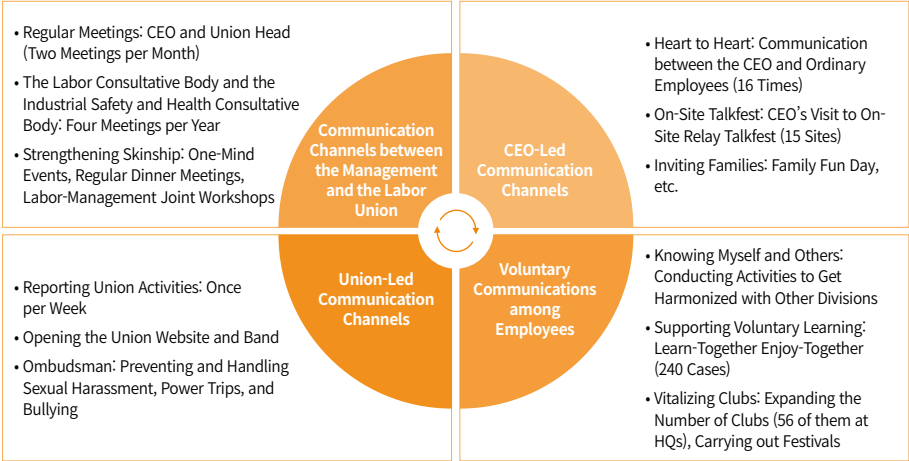 • Regular Meetings: CEO and Union Head
(Two Meetings per Month)
• The Labor Consultative Body and the
Industrial Safety and Health Consultative
Body: Four Meetings per Year
• Strengthening Skinship: One-Mind
Events, Regular Dinner Meetings,
Labor-Management Joint Workshops
Communication
Channels between
the Management
and the Labor
Union
CEO-Led
Communication
Channels
• Heart to Heart: Communication
between the CEO and Ordinary
Employees (16 Times)
• On-Site Talkfest: CEO's Visit to On-
Site Relay Talkfest (15 Sites)
• Inviting Families: Family Fun Day,
etc.
• Reporting Union Activities: Once
per Week
• Opening the Union Website and Band
• Ombudsman: Preventing and Handling
Sexual Harassment, Power Trips, and
Bullying
Union-Led
Communication
Channels
Voluntary
Communications
among
Employees
• Knowing Myself and Others:
Conducting Activities to Get
Harmonized with Other Divisions
• Supporting Voluntary Learning:
Learn-Together Enjoy-Together
(240 Cases)
• Vitalizing Clubs: Expanding the
Number of Clubs (56 of them at
HQs), Carrying out Festivals